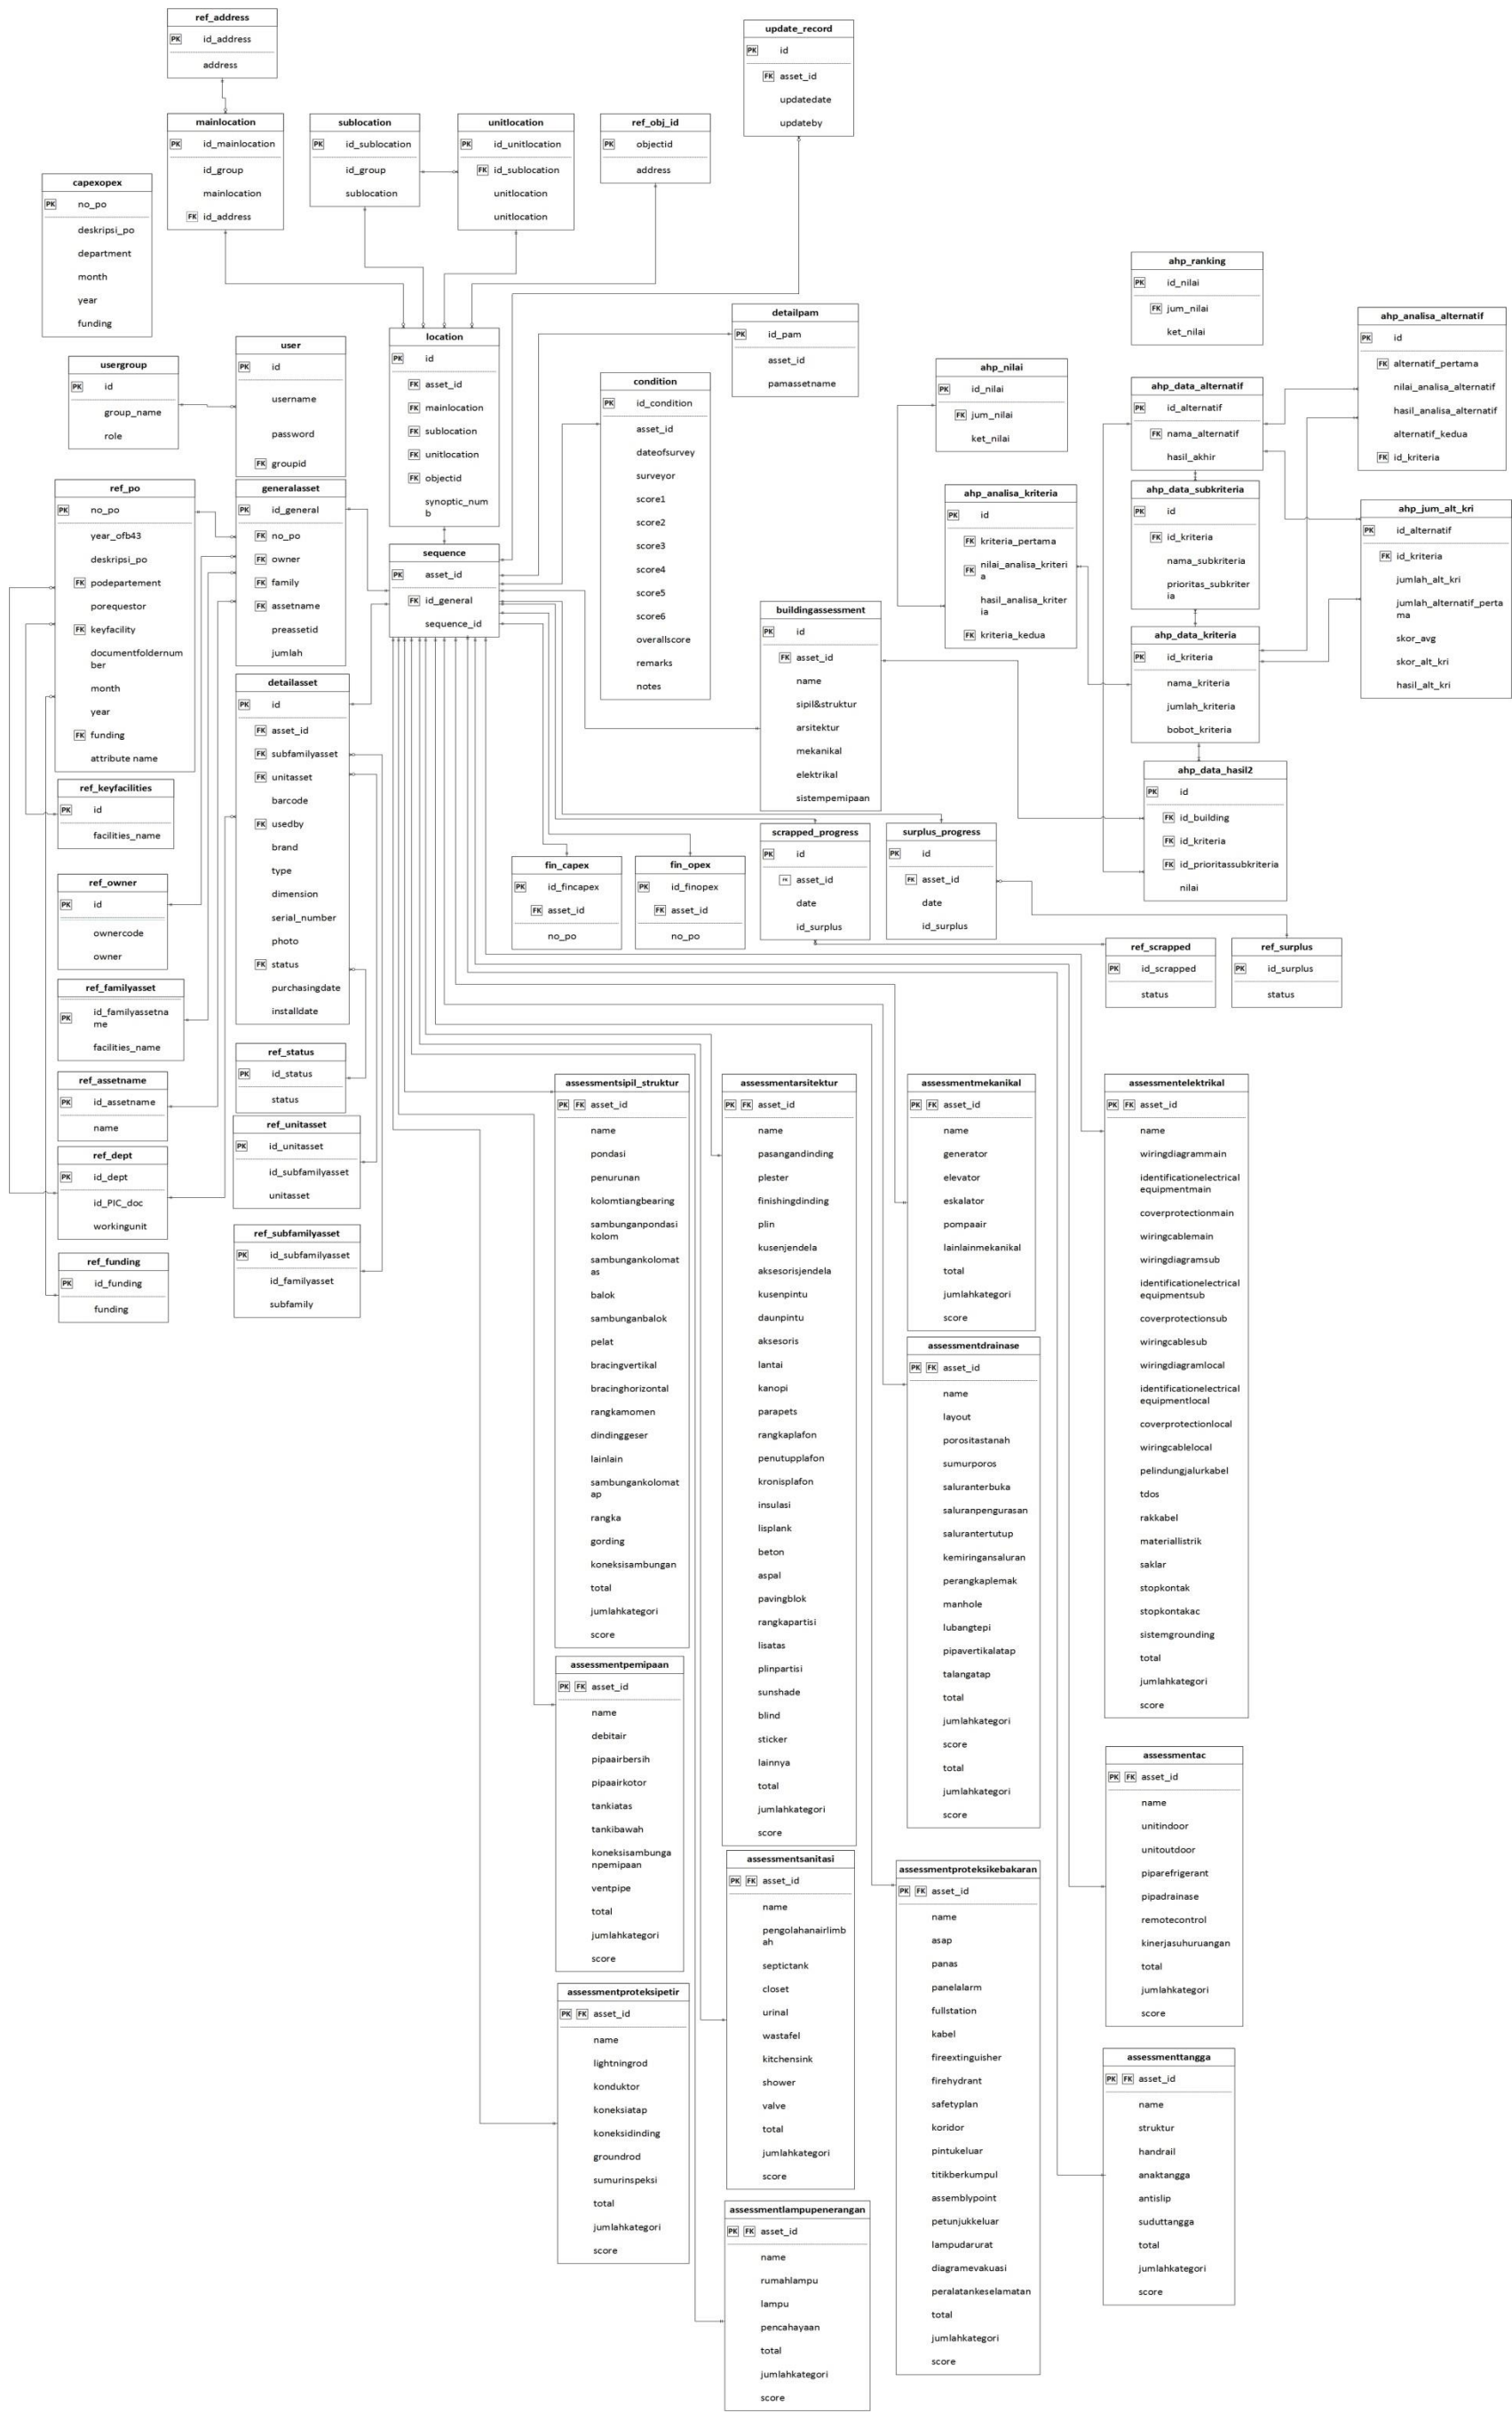 ref_address
PK id_address
address
update_record
PK id
FK asset_id
updatedate
updateby
mainlocation
PK id_mainlocation
id_group
mainlocation
FK id_address
sublocation
PK id_sublocation
id_group
sublocation
unitlocation
PK id_unitlocation
FK id_sublocation
unitlocation
unitlocation
ref_obj_id
PK objectid
address
capexopex
PK no_po
deskripsi_po
department
month
year
funding
ahp_ranking
PK id_nilai
FK jum_nilai
ket_nilai
detailpam
PK id_pam
asset_id
pamassetname
ahp_analisa_alternatif
PK id
FK alternatif_pertama
nilai_analisa_alternatif
hasil_analisa_alternatif
alternatif_kedua
FK id_kriteria
location
PK id
FK asset_id
FK mainlocation
FK sublocation
FK unitlocation
FK objectid
synoptic_num
b
user
PK id
username
password
FK groupid
usergroup
PK id
group_name
role
ahp_nilai
PK id_nilai
FK jum_nilai
ket_nilai
condition
PK id_condition
asset_id
dateofsurvey
surveyor
score1
score2
score3
score4
score5
score6
overallscore
remarks
notes
ahp_data_alternatif
PK id_alternatif
FK nama_alternatif
hasil_akhir
ref_po
PK no_po
year_ofb43
deskripsi_po
FK podepartement
porequestor
FK keyfacility
documentfoldernum
ber
month
year
FK funding
attribute name
generalasset
PK id_general
FK no_po
FK owner
FK family
FK assetname
preassetid
jumlah
ahp_analisa_kriteria
PK id
FK kriteria_pertama
FK nilai_analisa_kriteri
a
hasil_analisa_kriter
ia
FK kriteria_kedua
ahp_data_subkriteria
PK id
FK id_kriteria
nama_subkriteria
prioritas_subkriter
ia
ahp_jum_alt_kri
PK id_alternatif
FK id_kriteria
jumlah_alt_kri
jumlah_alternatif_perta
ma
skor_avg
skor_alt_kri
hasil_alt_kri
sequence
PK asset_id
FK id_general
sequence_id
buildingassessment
PK id
FK asset_id
name
sipil&struktur
arsitektur
mekanikal
elektrikal
sistempemipaan
ahp_data_kriteria
PK id_kriteria
nama_kriteria
jumlah_kriteria
bobot_kriteria
detailasset
PK id
FK asset_id
FK subfamilyasset
FK unitasset
barcode
FK usedby
brand
type
dimension
serial_number
photo
FK status
purchasingdate
installdate
ahp_data_hasil2
PK id
FK id_building
FK id_kriteria
FK id_prioritassubkriteria
nilai
ref_keyfacilities
PK id
facilities_name
scrapped_progress
PK id
FK asset_id
date
id_surplus
surplus_progress
PK id
FK asset_id
date
id_surplus
fin_capex
PK id_fincapex
FK asset_id
no_po
fin_opex
PK id_finopex
FK asset_id
no_po
ref_owner
PK id
ownercode
owner
ref_scrapped
PK id_scrapped
status
ref_surplus
PK id_surplus
status
ref_familyasset
PK id_familyassetna
me
facilities_name
ref_status
PK id_status
status
ref_assetname
PK id_assetname
name
ref_unitasset
PK id_unitasset
id_subfamilyasset
unitasset
ref_dept
PK id_dept
id_PIC_doc
workingunit
ref_subfamilyasset
PK id_subfamilyasset
id_familyasset
subfamily
ref_funding
PK id_funding
funding
assessmentsipil_struktur
PK FK asset_id
name
pondasi
penurunan
kolomtiangbearing
sambunganpondasi
kolom
sambungankolomat
as
balok
sambunganbalok
pelat
bracingvertikal
bracinghorizontal
rangkamomen
dindinggeser
lainlain
sambungankolomat
ap
rangka
gording
koneksisambungan
total
jumlahkategori
score
assessmentarsitektur
PK FK asset_id
name
pasangandinding
plester
finishingdinding
plin
kusenjendela
aksesorisjendela
kusenpintu
daunpintu
aksesoris
lantai
kanopi
parapets
rangkaplafon
penutupplafon
kronisplafon
insulasi
lisplank
beton
aspal
pavingblok
rangkapartisi
lisatas
plinpartisi
sunshade
blind
sticker
lainnya
total
jumlahkategori
score
assessmentmekanikal
PK FK asset_id
name
generator
elevator
eskalator
pompaair
lainlainmekanikal
total
jumlahkategori
score
assessmentelektrikal
PK FK asset_id
name
wiringdiagrammain
identificationelectrical
equipmentmain
coverprotectionmain
wiringcablemain
wiringdiagramsub
identificationelectrical
equipmentsub
coverprotectionsub
wiringcablesub
wiringdiagramlocal
identificationelectrical
equipmentlocal
coverprotectionlocal
wiringcablelocal
pelindungjalurkabel
tdos
rakkabel
materiallistrik
saklar
stopkontak
stopkontakac
sistemgrounding
total
jumlahkategori
score
assessmentdrainase
PK FK asset_id
name
layout
porositastanah
sumurporos
saluranterbuka
saluranpengurasan
salurantertutup
kemiringansaluran
perangkaplemak
manhole
lubangtepi
pipavertikalatap
talangatap
total
jumlahkategori
score
total
jumlahkategori
score
assessmentpemipaan
PK FK asset_id
name
debitair
pipaairbersih
pipaairkotor
tankiatas
tankibawah
koneksisambunga
npemipaan
ventpipe
total
jumlahkategori
score
assessmentac
PK FK asset_id
name
unitindoor
unitoutdoor
piparefrigerant
pipadrainase
remotecontrol
kinerjasuhuruangan
total
jumlahkategori
score
assessmentsanitasi
PK FK asset_id
name
pengolahanairlimb
ah
septictank
closet
urinal
wastafel
kitchensink
shower
valve
total
jumlahkategori
score
assessmentproteksikebakaran
PK FK asset_id
name
asap
panas
panelalarm
fullstation
kabel
fireextinguisher
firehydrant
safetyplan
koridor
pintukeluar
titikberkumpul
assemblypoint
petunjukkeluar
lampudarurat
diagramevakuasi
peralatankeselamatan
total
jumlahkategori
score
assessmentproteksipetir
PK FK asset_id
name
lightningrod
konduktor
koneksiatap
koneksidinding
groundrod
sumurinspeksi
total
jumlahkategori
score
assessmenttangga
PK FK asset_id
name
struktur
handrail
anaktangga
antislip
suduttangga
total
jumlahkategori
score
assessmentlampupenerangan
PK FK asset_id
name
rumahlampu
lampu
pencahayaan
total
jumlahkategori
score